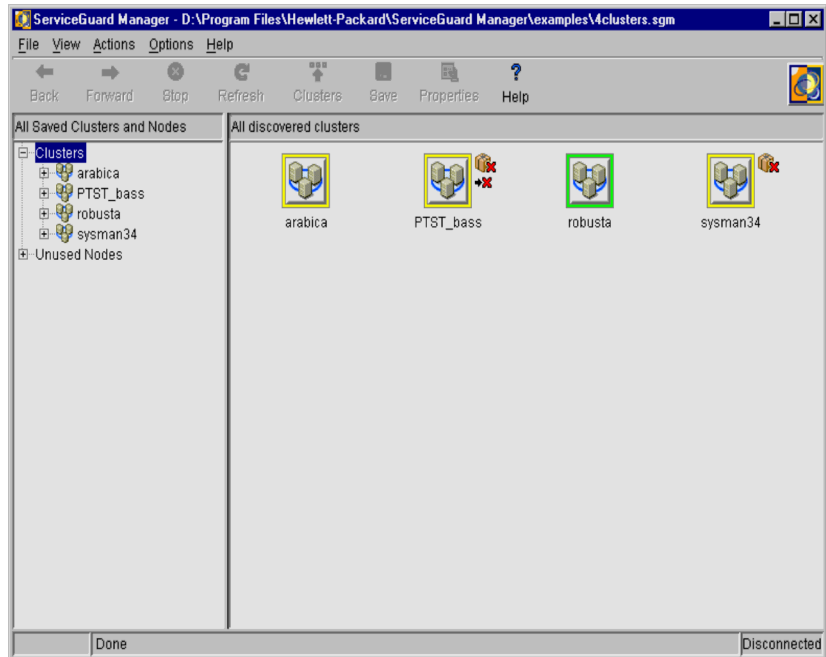 ServiceGuard Manager - D:\Program Files\Hewlett-Packard\ServiceGuard Manager\examples\4clusters.sgm
File View Actions Options Help
Back Forward Stop Refresh Clusters Save Properties Help
All Saved Clusters and Nodes
All discovered clusters
Clusters
arabica
PTST_bass
robusta
sysman34
Unused Nodes
arabica PTST_bass robusta sysman34
Done
Disconnected